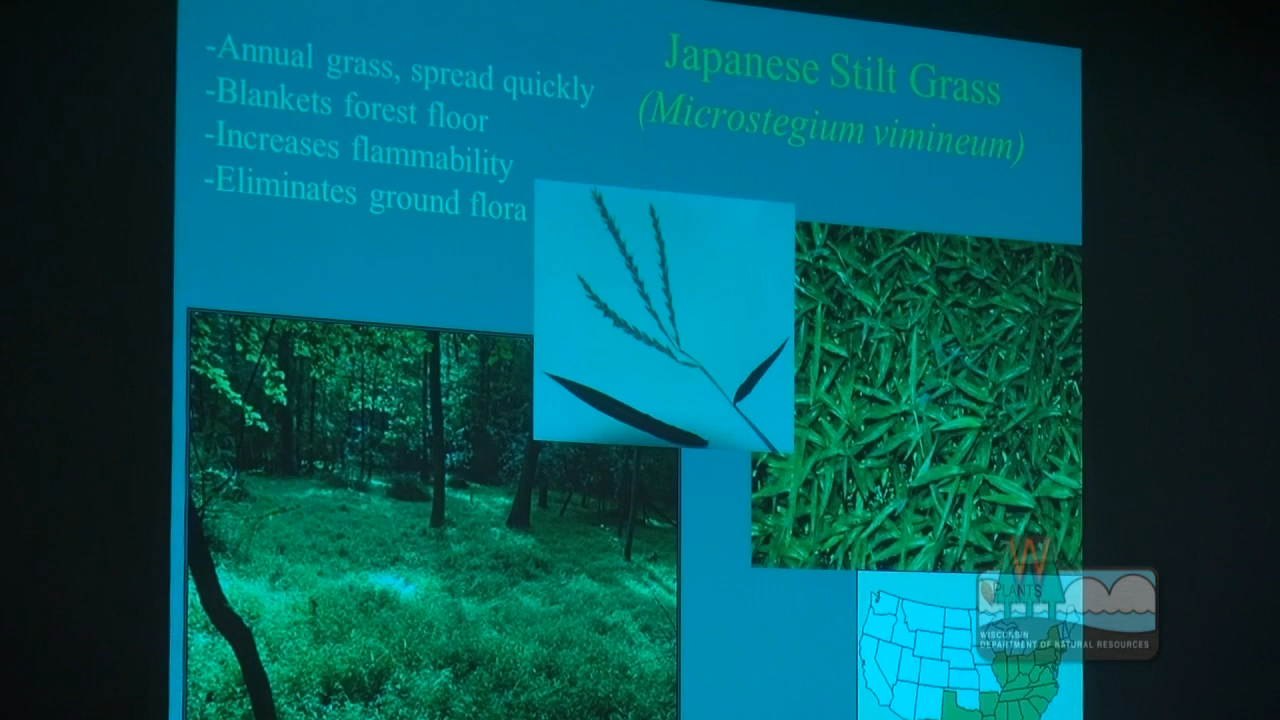 -Annual grass, spread quickly
-Blankets forest floor
-Increases flammability
-Eliminates ground flora
Japanese Stilt Grass
(Microstegium vimineum)
W
PLANTS
WISCONSIN
DEPARTMENT OF NATURAL RESOURCES